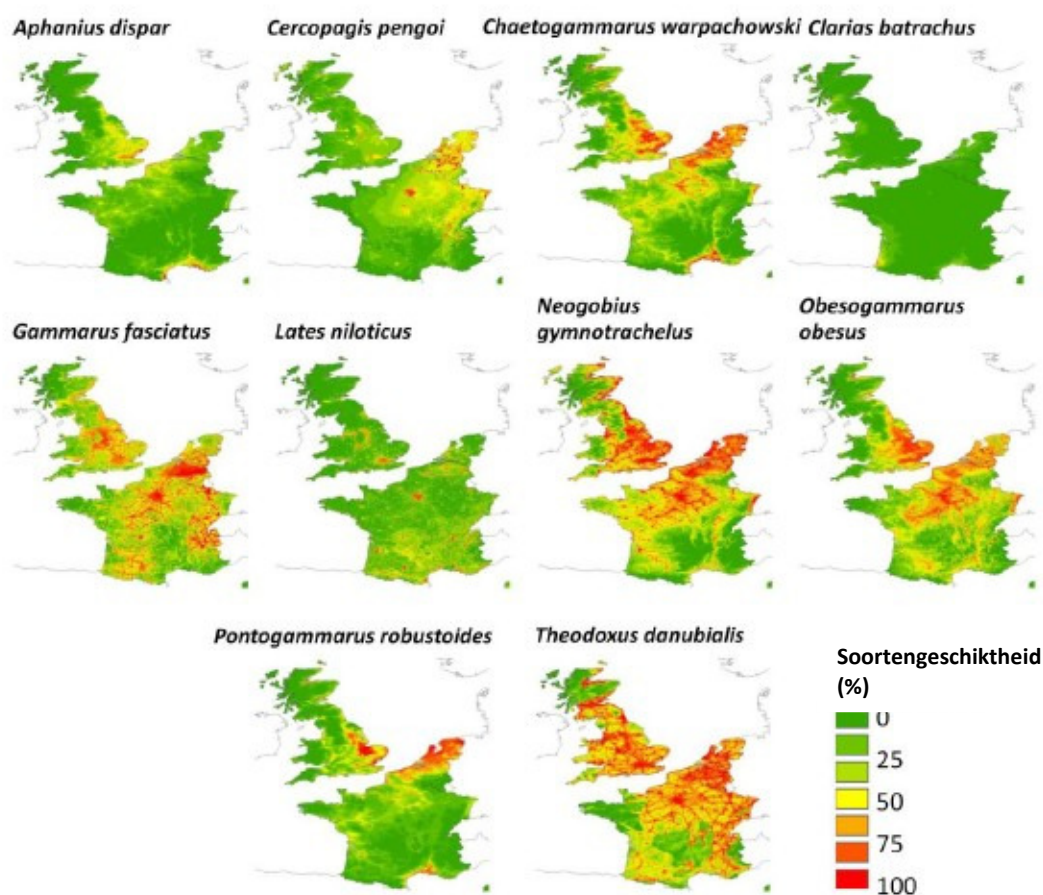 Aphanius dispar
Cercopagis pengoi
Chaetogammarus warpachowski
Clarias batrachus
Gammarus fasciatus
Lates niloticus
Neogobius
gymnotrachelus
Obesogammarus
obesus
Pontogammarus robustoides
Theodoxus danubialis
Soortengeschiktheid
(%)
0
25
50
75
100